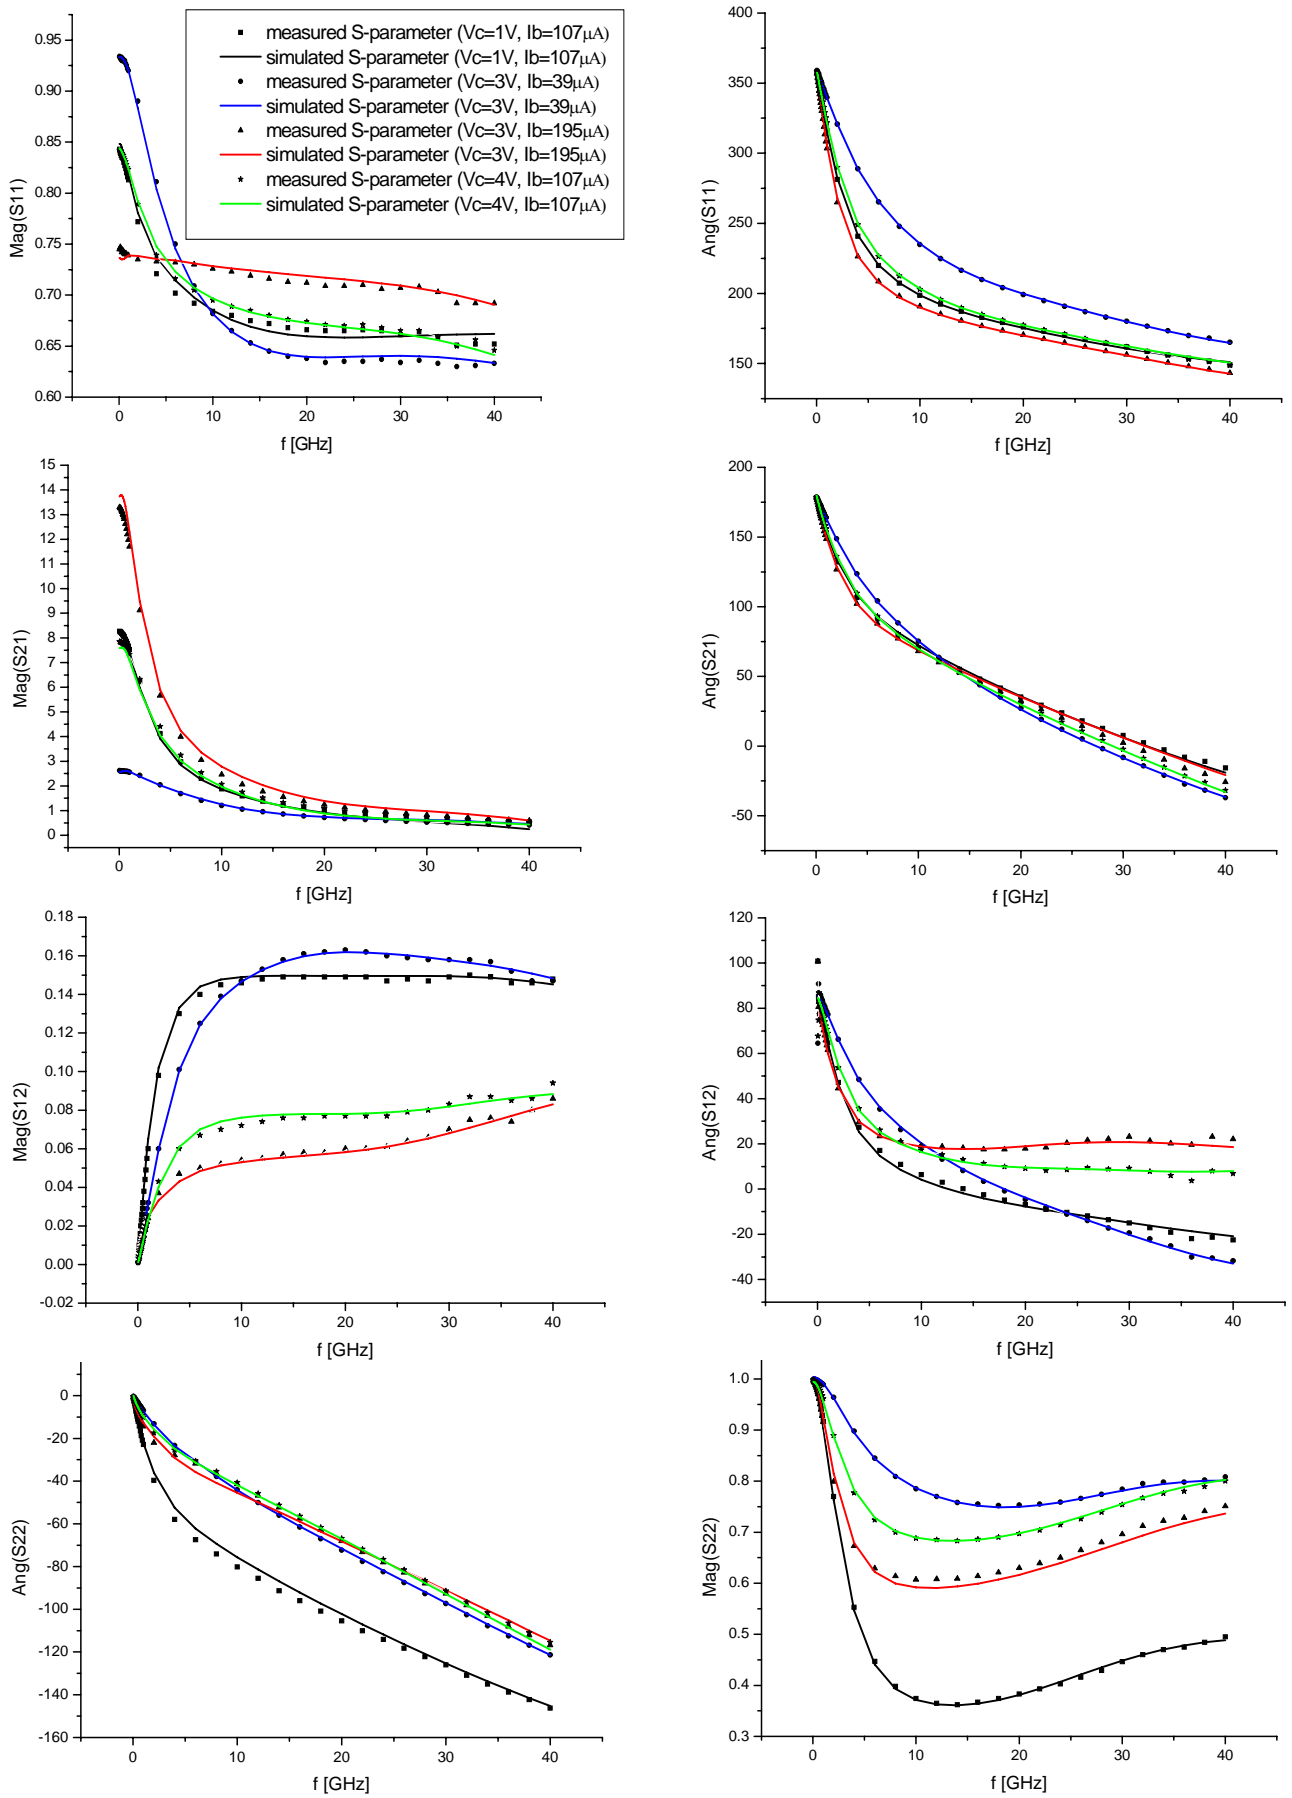 measured S-parameter (Vc=1V, Ib=107μA)
simulated S-parameter (Vc=1V, Ib=107μA)
measured S-parameter (Vc=3V, Ib=39μA)
simulated S-parameter (Vc=3V, Ib=39μA)
measured S-parameter (Vc=3V, Ib=195μA)
simulated S-parameter (Vc=3V, Ib=195μA)
measured S-parameter (Vc=4V, Ib=107μA)
simulated S-parameter (Vc=4V, Ib=107μA)
Mag(S11)
0.95
0.90
0.85
0.80
0.75
0.70
0.65
0.60
0 10 20 30 40
f [GHz]
Ang(S11)
400
350
300
250
200
150
0 10 20 30 40
f [GHz]
Mag(S21)
15
14
13
12
11
10
9
8
7
6
5
4
3
2
1
0
0 10 20 30 40
f [GHz]
Ang(S21)
200
150
100
50
0
-50
0 10 20 30 40
f [GHz]
Mag(S12)
0.18
0.16
0.14
0.12
0.10
0.08
0.06
0.04
0.02
0.00
-0.02
0 10 20 30 40
f [GHz]
Ang(S12)
120
100
80
60
40
20
0
-20
-40
0 10 20 30 40
f [GHz]
Ang(S22)
0
-20
-40
-60
-80
-100
-120
-140
-160
0 10 20 30 40
f [GHz]
Mag(S22)
1.0
0.9
0.8
0.7
0.6
0.5
0.4
0.3
0 10 20 30 40
f [GHz]